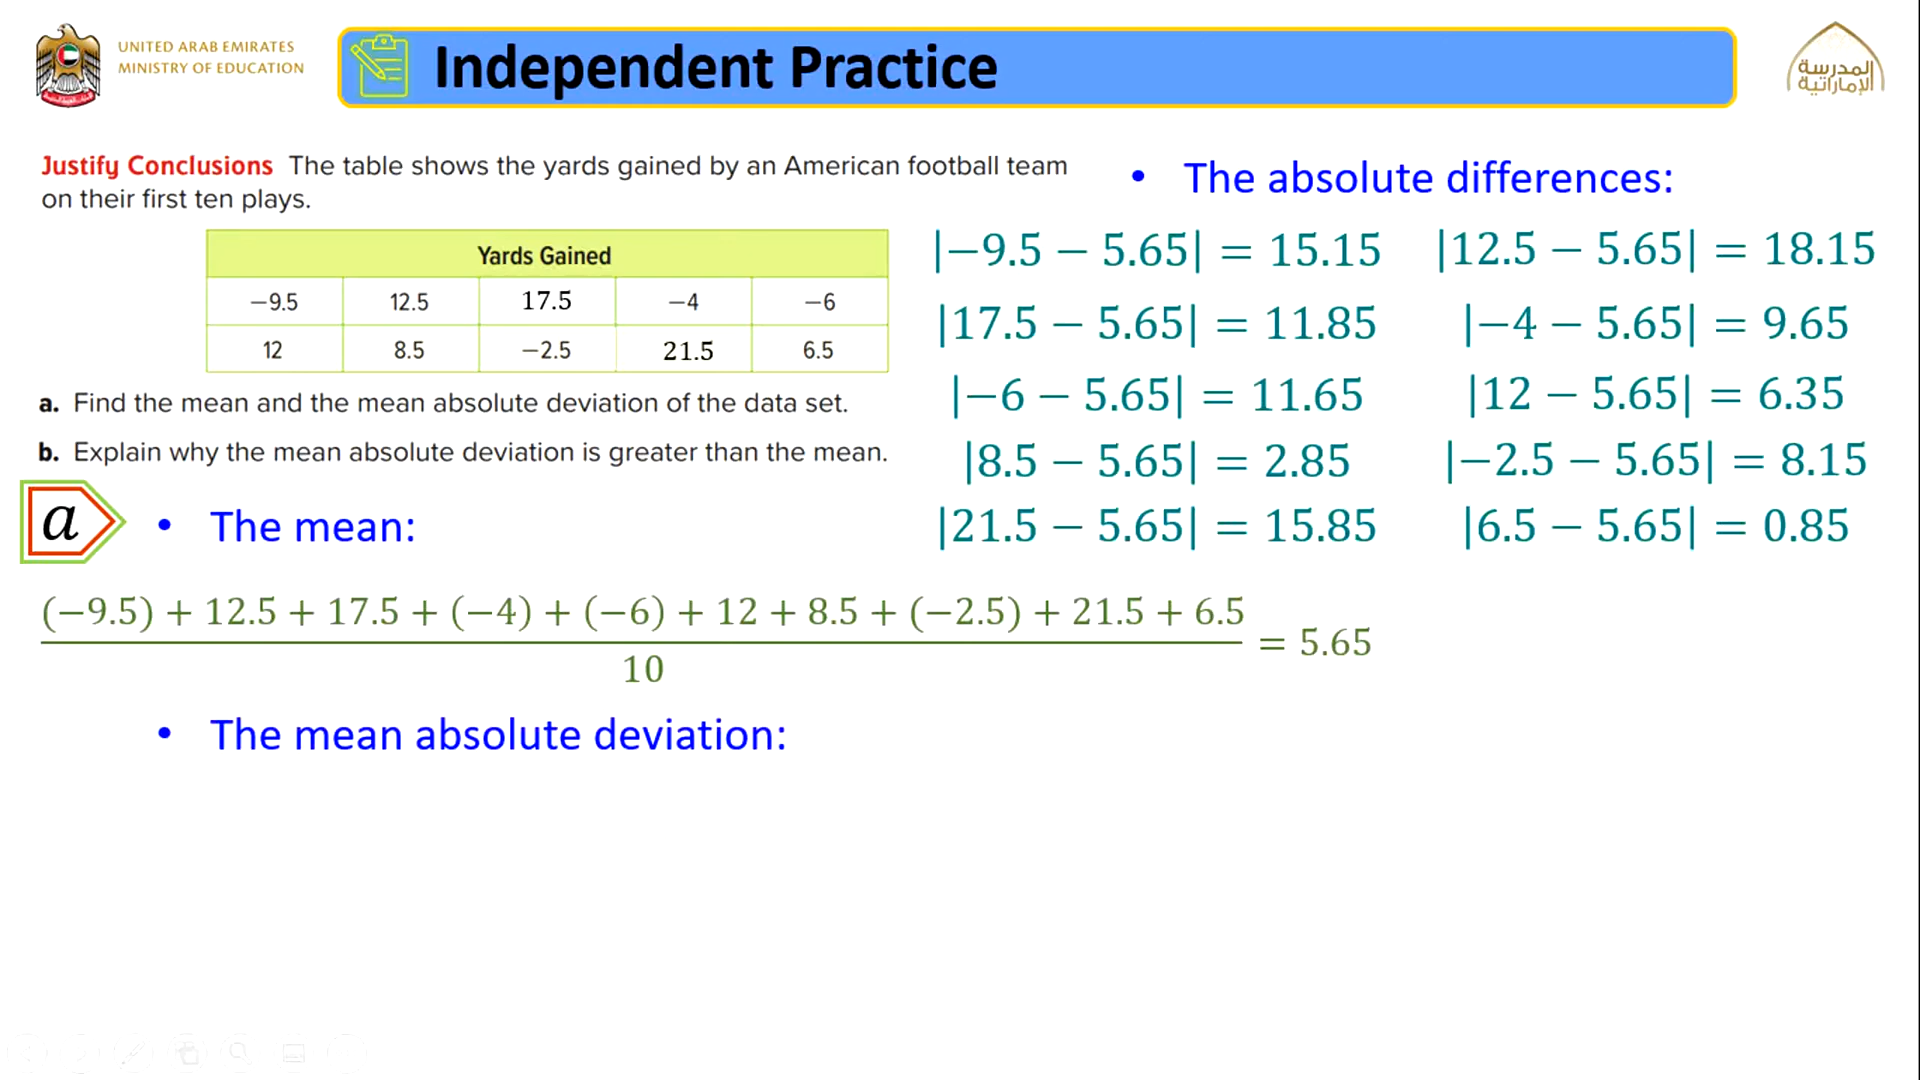 UNITED ARAB EMIRATES
MINISTRY OF EDUCATION
Independent Practice
المدرسة
الإماراتية
Justify Conclusions The table shows the yards gained by an American football team
on their first ten plays.
Yards Gained
−9.5 12.5 17.5 −4 −6
12 8.5 −2.5 21.5 6.5
a. Find the mean and the mean absolute deviation of the data set.
b. Explain why the mean absolute deviation is greater than the mean.
a
• The mean:
(−9.5) + 12.5 + 17.5 + (−4) + (−6) + 12 + 8.5 + (−2.5) + 21.5 + 6.5
10
= 5.65
• The mean absolute deviation:
• The absolute differences:
|−9.5 − 5.65| = 15.15 |12.5 − 5.65| = 18.15
|17.5 − 5.65| = 11.85 |−4 − 5.65| = 9.65
|−6 − 5.65| = 11.65 |12 − 5.65| = 6.35
|8.5 − 5.65| = 2.85 |−2.5 − 5.65| = 8.15
|21.5 − 5.65| = 15.85 |6.5 − 5.65| = 0.85